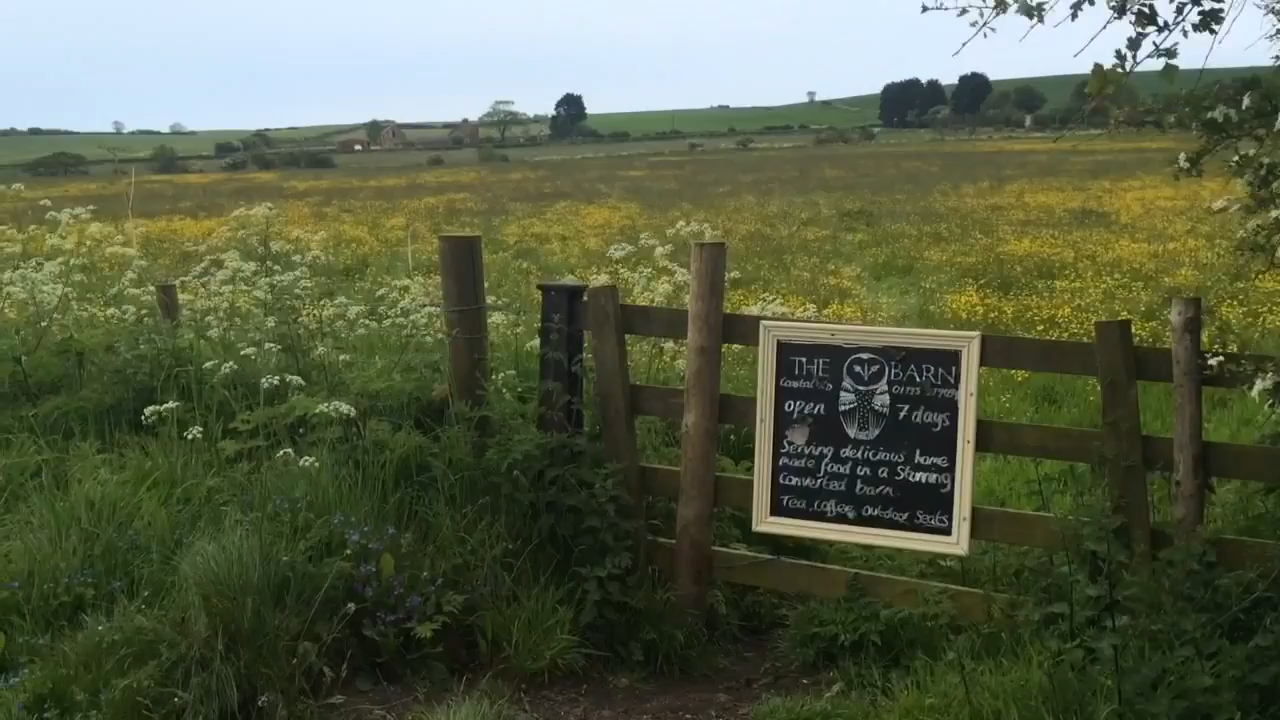 THE BARN
open 7 days
Serving delicious home
made food in a Stunning
Converted barn.
Tea, coffee, outdoor Seats